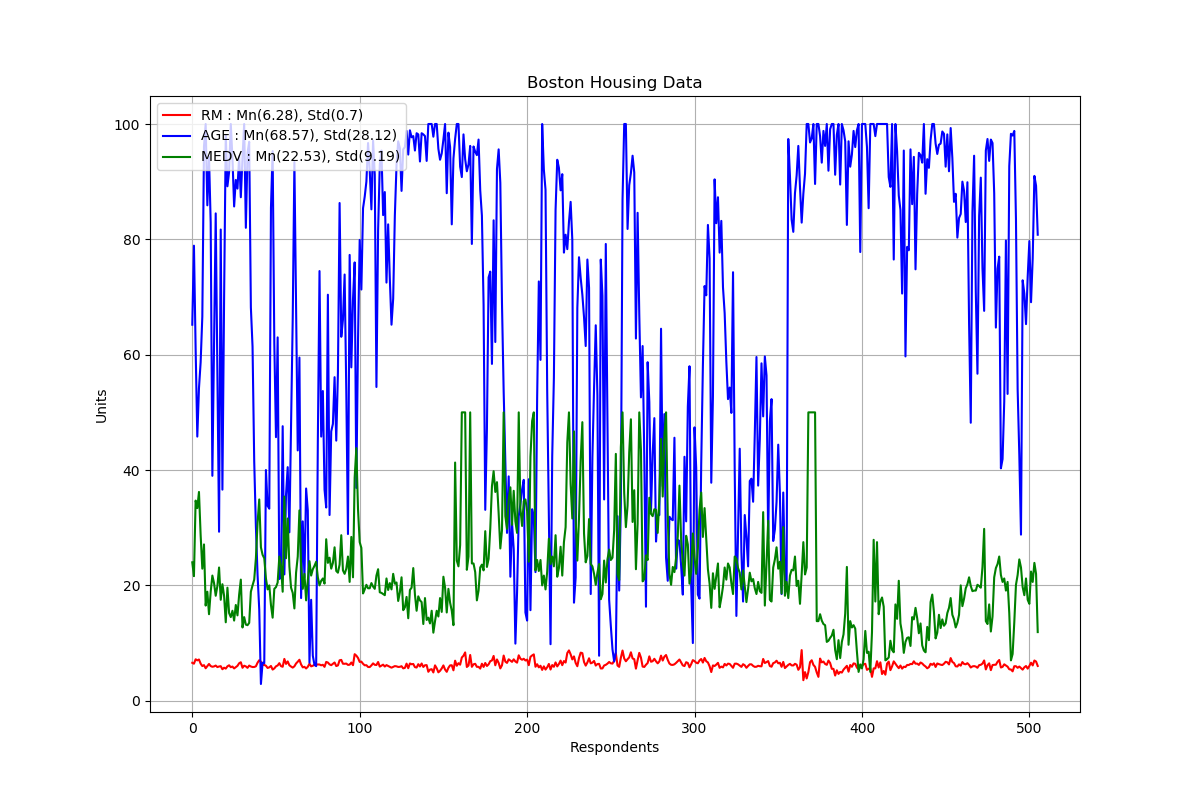 Boston Housing Data
RM : Mn(6.28), Std(0.7)
AGE : Mn(68.57), Std(28.12)
MEDV : Mn(22.53), Std(9.19)
100
80
60
40
20
0
Units
0 100 200 300 400 500
Respondents